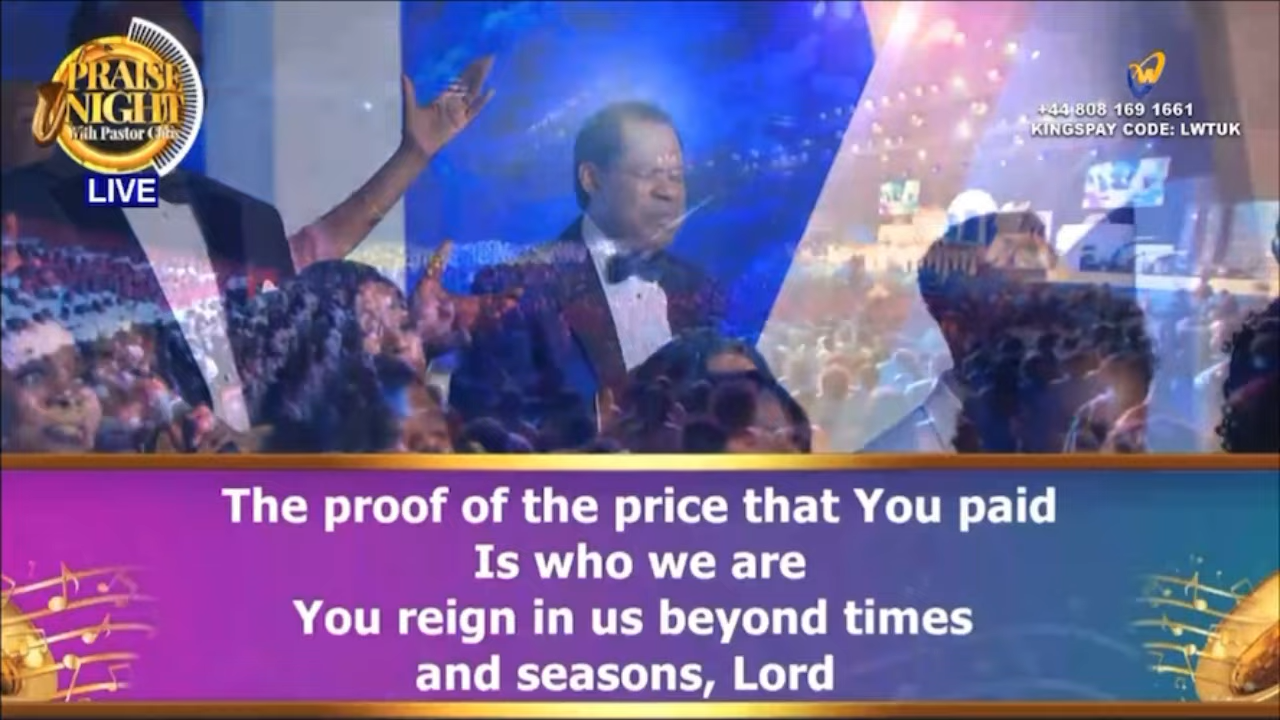 PRAISE
NIGHT
With Pastor Chris
LIVE
+44 808 169 1661
KINGSPAY CODE: LWTUK
The proof of the price that You paid
Is who we are
You reign in us beyond times
and seasons, Lord